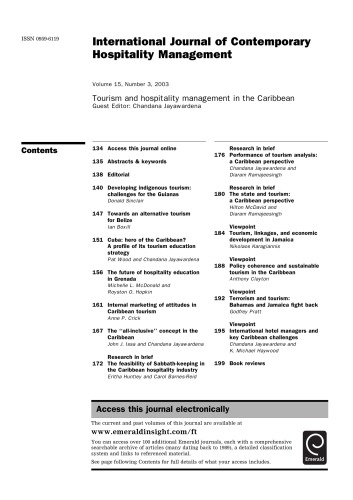 ISSN 0959-6119
International Journal of Contemporary
Hospitality Management
Volume 15, Number 3, 2003
Tourism and hospitality management in the Caribbean
Guest Editor: Chandana Jayawardena
Contents
134 Access this journal online
135 Abstracts & keywords
138 Editorial
140 Developing indigenous tourism:
challenges for the Guianas
Donald Sinclair
147 Towards an alternative tourism
for Belize
Ian Boxill
151 Cuba: hero of the Caribbean?
A profile of its tourism education
strategy
Pat Wood and Chandana Jayawardena
156 The future of hospitality education
in Grenada
Michelle L. McDonald and
Royston O. Hopkin
161 Internal marketing of attitudes in
Caribbean tourism
Anne P. Crick
167 The "all-inclusive" concept in the
Caribbean
John J. Issa and Chandana Jayawardena
Research in brief
172 The feasibility of Sabbath-keeping in
the Caribbean hospitality industry
Eritha Huntley and Carol Barnes-Reid
Research in brief
176 Performance of tourism analysis:
a Caribbean perspective
Chandana Jayawardena and
Diaram Ramajeesingh
Research in brief
180 The state and tourism:
a Caribbean perspective
Hilton McDavid and
Diaram Ramajeesingh
Viewpoint
184 Tourism, linkages, and economic
development in Jamaica
Nikolaos Karagiannis
Viewpoint
188 Policy coherence and sustainable
tourism in the Caribbean
Anthony Clayton
Viewpoint
192 Terrorism and tourism:
Bahamas and Jamaica fight back
Godfrey Pratt
Viewpoint
195 International hotel managers and
key Caribbean challenges
Chandana Jayawardena and
K. Michael Haywood
199 Book reviews
Access this journal electronically
The current and past volumes of this journal are available at
www.emeraldinsight.com/ft
You can access over 100 additional Emerald journals, each with a comprehensive
searchable archive of articles (many dating back to 1989), a detailed classification
system and links to referenced material.
See page following Contents for full details of what your access includes.
Emerald